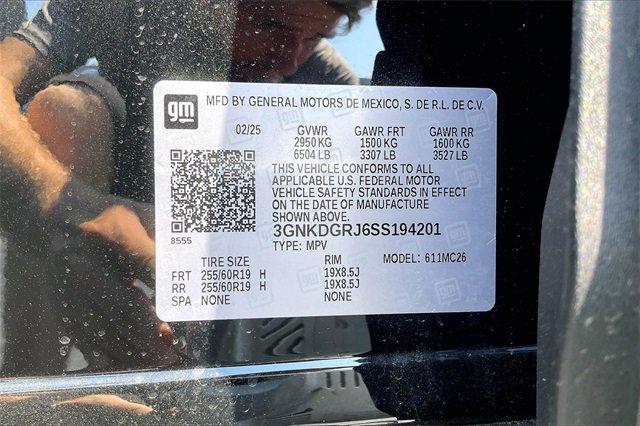 gm MFD BY GENERAL MOTORS DE MEXICO, S. DE R.L. DE C.V.
02/25 GVWR GAWR FRT GAWR RR
2950 KG 1500 KG 1600 KG
6504 LB 3307 LB 3527 LB
THIS VEHICLE CONFORMS TO ALL
APPLICABLE U.S. FEDERAL MOTOR
VEHICLE SAFETY STANDARDS IN EFFECT
ON THE DATE OF MANUFACTURE
SHOWN ABOVE.
8555 3GNKDGRJ6SS194201
TYPE: MPV
TIRE SIZE RIM MODEL: 611MC26
FRT 255/60R19 H 19X8.5J
RR 255/60R19 H 19X8.5J
SPA NONE NONE